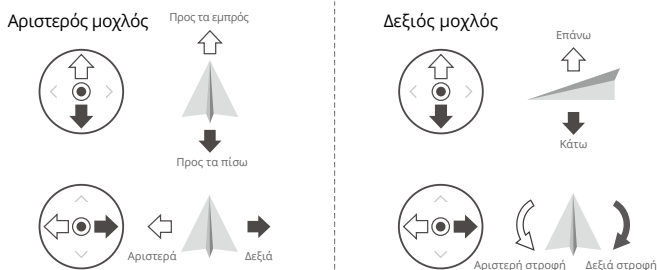 Αριστερός μοχλός
Προς τα εμπρός
Προς τα πίσω
Αριστερά
Δεξιά
Δεξιός μοχλός
Επάνω
Κάτω
Αριστερή στροφή
Δεξιά στροφή